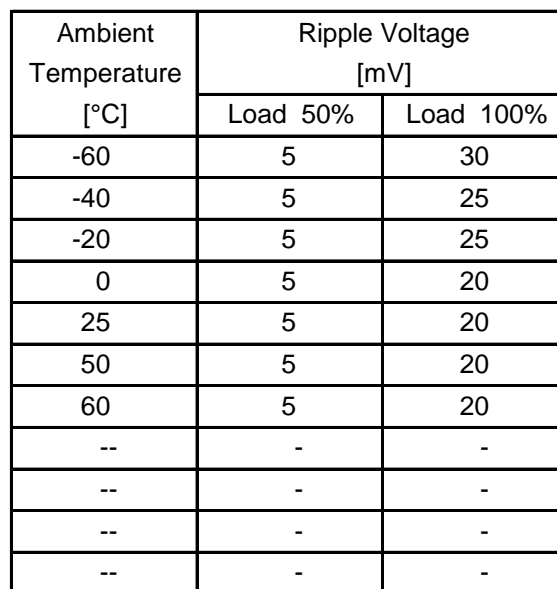 Ambient Temperature [°C] Ripple Voltage [mV]
Load 50% Load 100%
-60 5 30
-40 5 25
-20 5 25
0 5 20
25 5 20
50 5 20
60 5 20
-- - -
-- - -
-- - -
-- - -